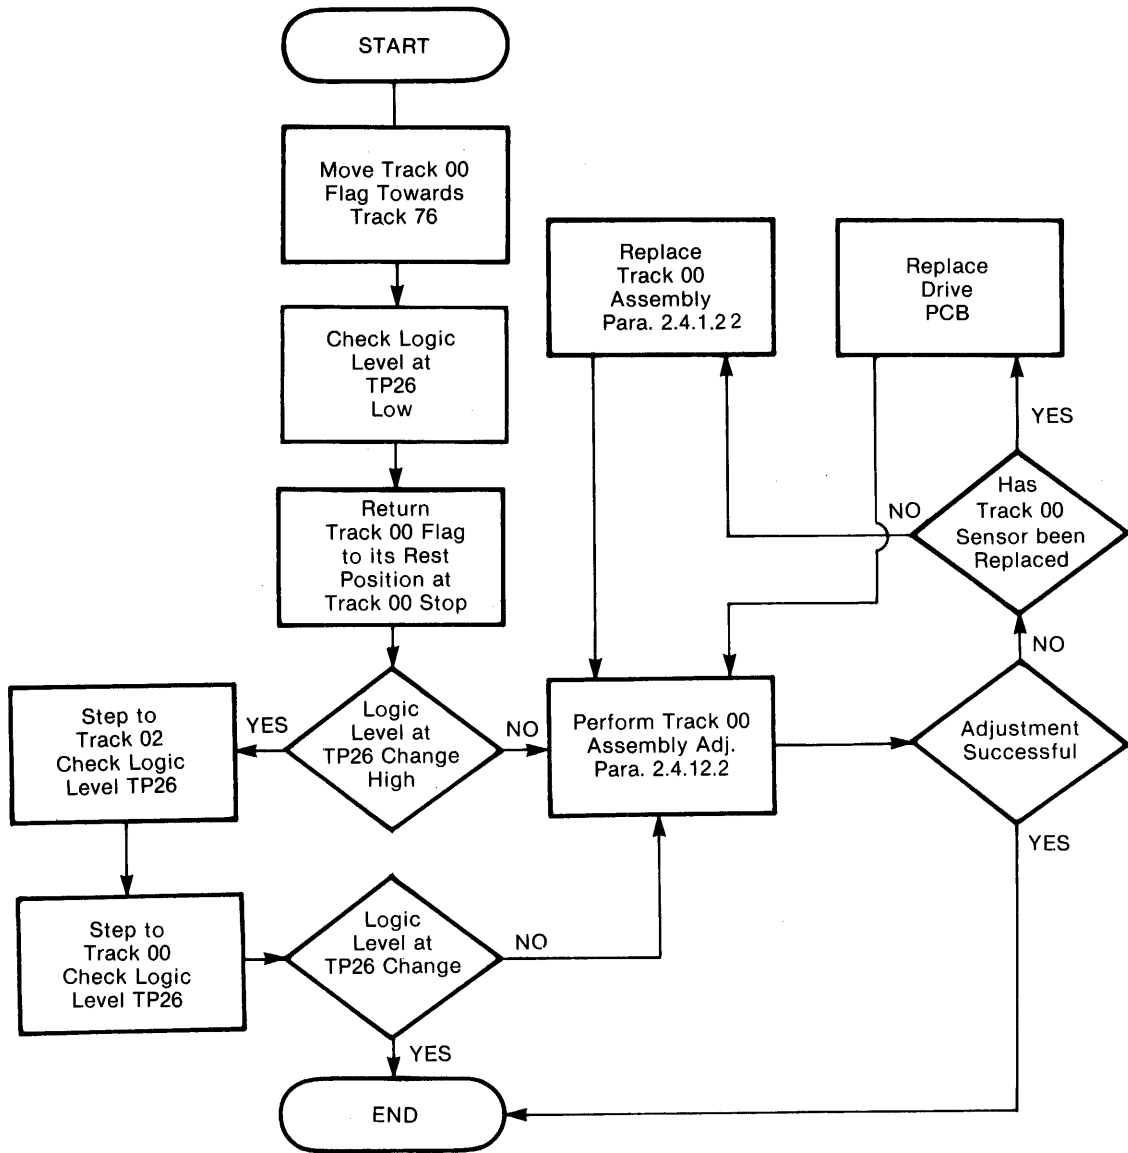 START
Move Track 00
Flag Towards
Track 76
Check Logic
Level at
TP26
Low
Return
Track 00 Flag
to its Rest
Position at
Track 00 Stop
Logic
Level at
TP26 Change
High
YES
NO
Step to
Track 02
Check Logic
Level TP26
Step to
Track 00
Check Logic
Level TP26
Logic
Level at
TP26 Change
NO
YES
END
Replace
Track 00
Assembly
Para. 2.4.1.22
Perform Track 00
Assembly Adj.
Para. 2.4.12.2
Replace
Drive
PCB
YES
Has
Track 00
Sensor been
Replaced
NO
NO
Adjustment
Successful
YES